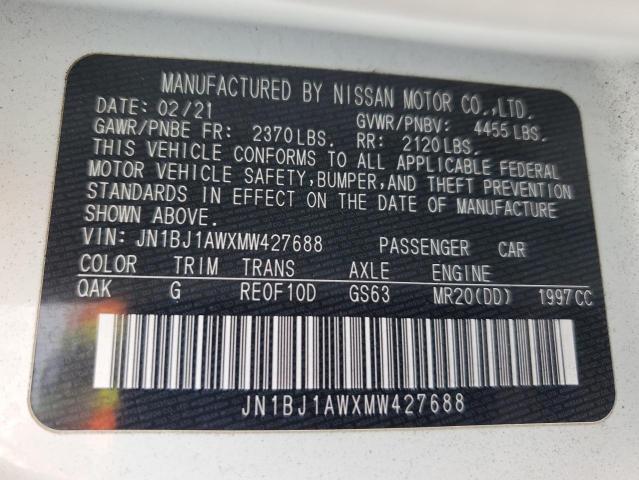 MANUFACTURED BY NISSAN MOTOR CO.,LTD.
DATE: 02/21 GVWR/PNBV: 4455 LBS.
GAWR/PNBE FR: 2370 LBS. RR: 2120 LBS.
THIS VEHICLE CONFORMS TO ALL APPLICABLE FEDERAL
MOTOR VEHICLE SAFETY, BUMPER, AND THEFT PREVENTION
STANDARDS IN EFFECT ON THE DATE OF MANUFACTURE
SHOWN ABOVE.
VIN: JN1BJ1AWXMW427688 PASSENGER CAR
COLOR TRIM TRANS AXLE ENGINE
QAK G RE0F10D GS63 MR20(DD) 1997CC
JN1BJ1AWXMW427688